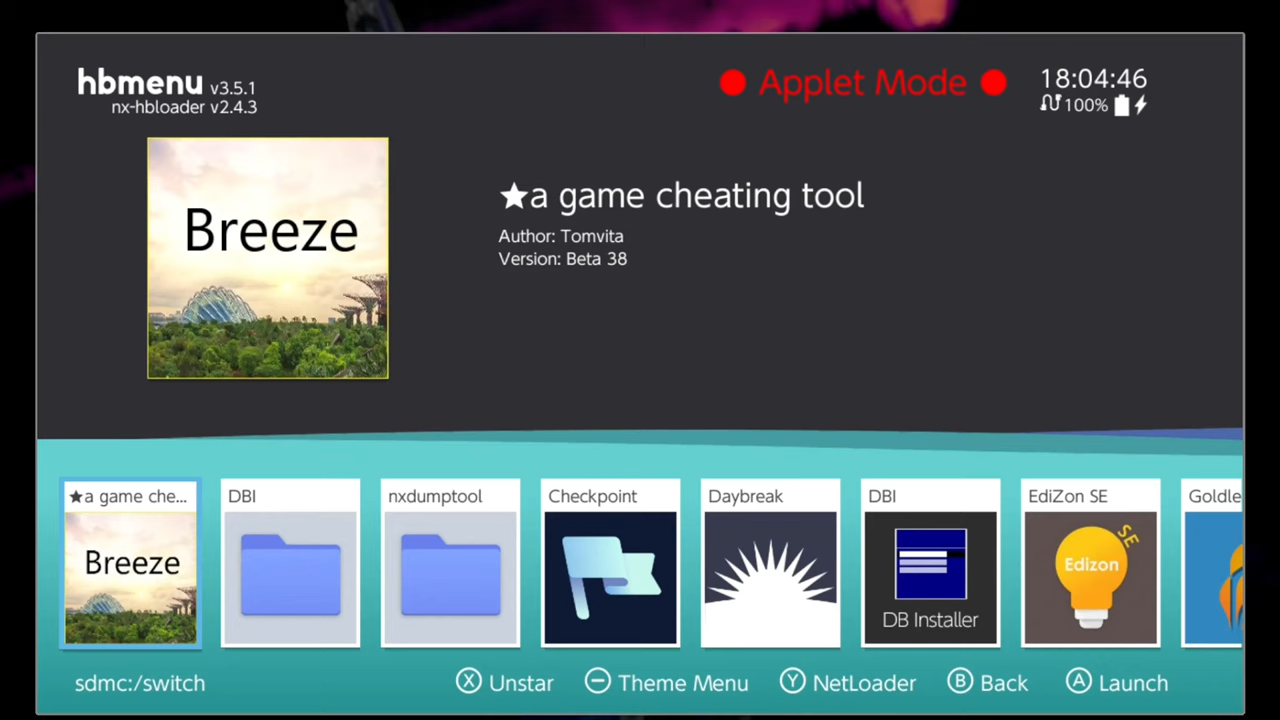 hbmenu v3.5.1
nx-hbloader v2.4.3
Applet Mode
18:04:46
100%
Breeze
★a game cheating tool
Author: Tomvita
Version: Beta 38
★a game che...
DBI
nxdumptool
Checkpoint
Daybreak
DBI
EdiZon SE
Goldle
Breeze
DB Installer
Edizon
SE
sdmc:/switch
X Unstar
Theme Menu
Y NetLoader
B Back
A Launch